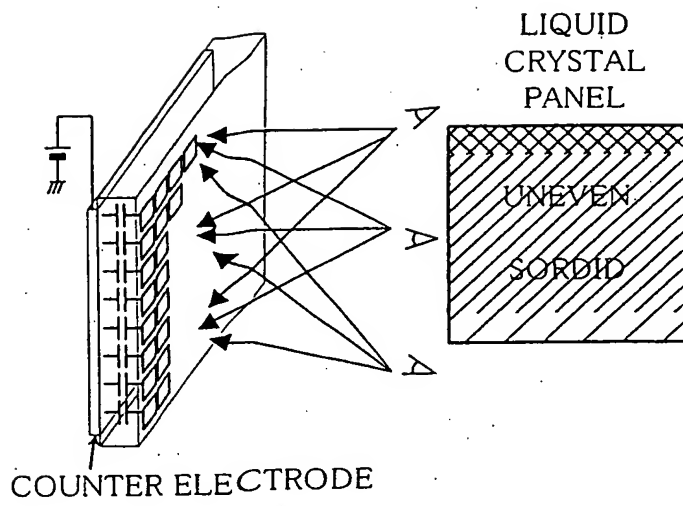 LIQUID
CRYSTAL
PANEL
UNEVEN
SORDID
COUNTER ELECTRODE